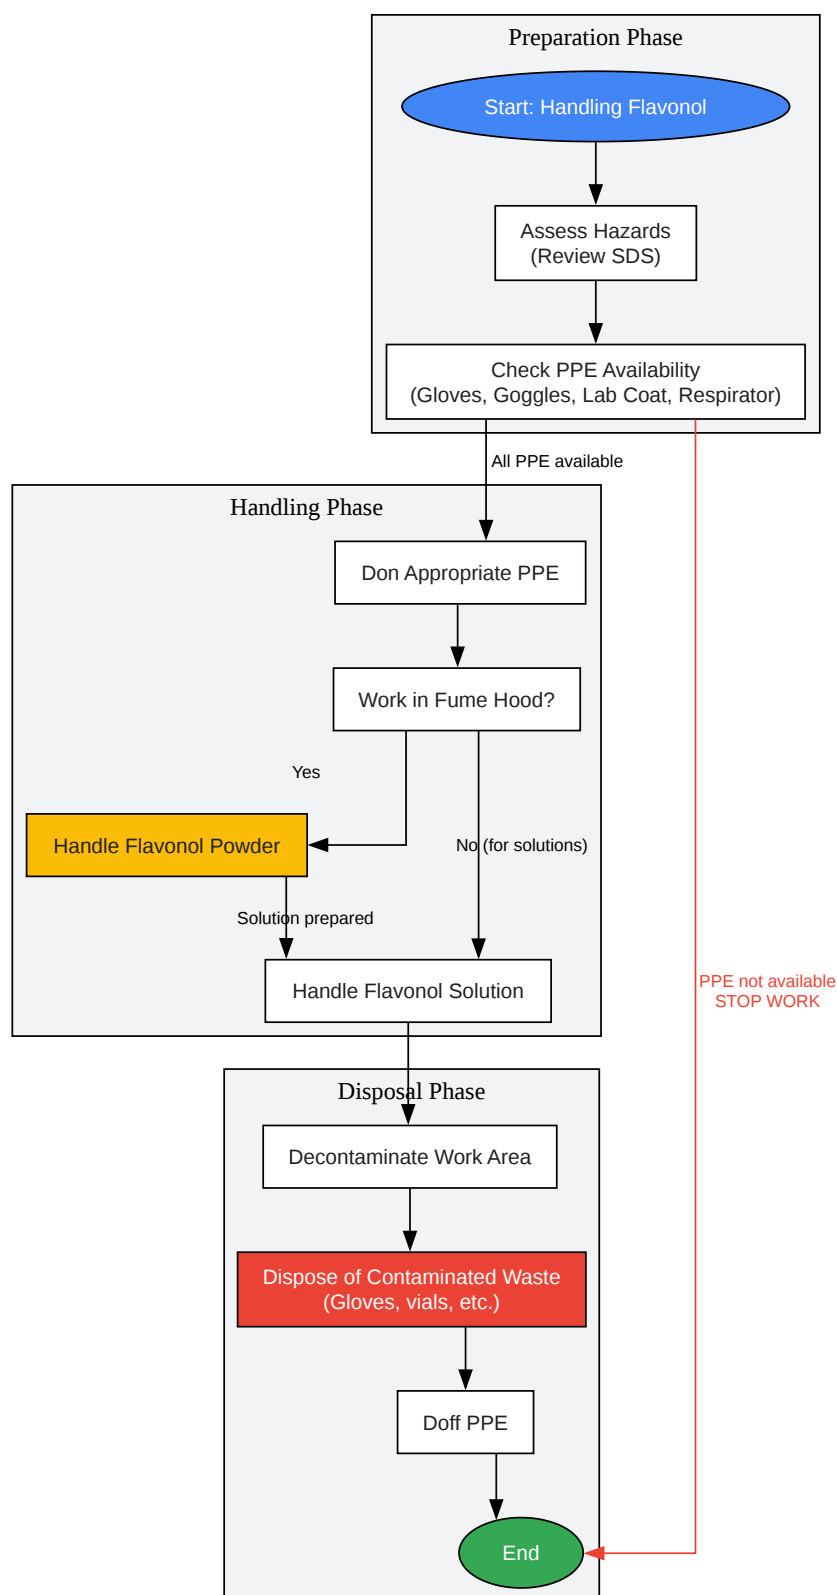 Preparation Phase
Start: Handling Flavonol
Assess Hazards
(Review SDS)
Check PPE Availability
(Gloves, Goggles, Lab Coat, Respirator)
All PPE available
Handling Phase
Don Appropriate PPE
Work in Fume Hood?
Yes
Handle Flavonol Powder
No (for solutions)
Solution prepared
Handle Flavonol Solution
PPE not available
STOP WORK
Disposal Phase
Decontaminate Work Area
Dispose of Contaminated Waste
(Gloves, vials, etc.)
Doff PPE
End